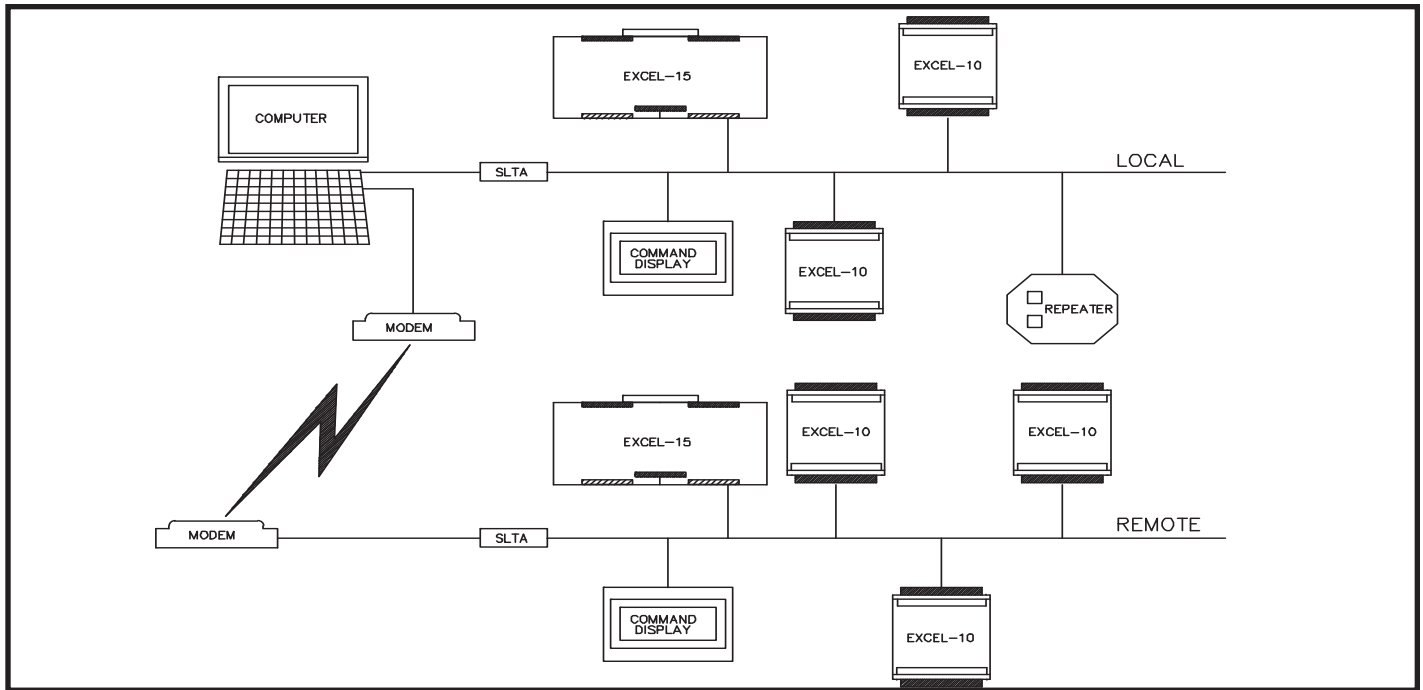 EXCEL-15
EXCEL-10
COMPUTER
LOCAL
SLTA
COMMAND
DISPLAY
EXCEL-10
REPEATER
MODEM
EXCEL-15
EXCEL-10
EXCEL-10
REMOTE
MODEM
SLTA
COMMAND
DISPLAY
EXCEL-10